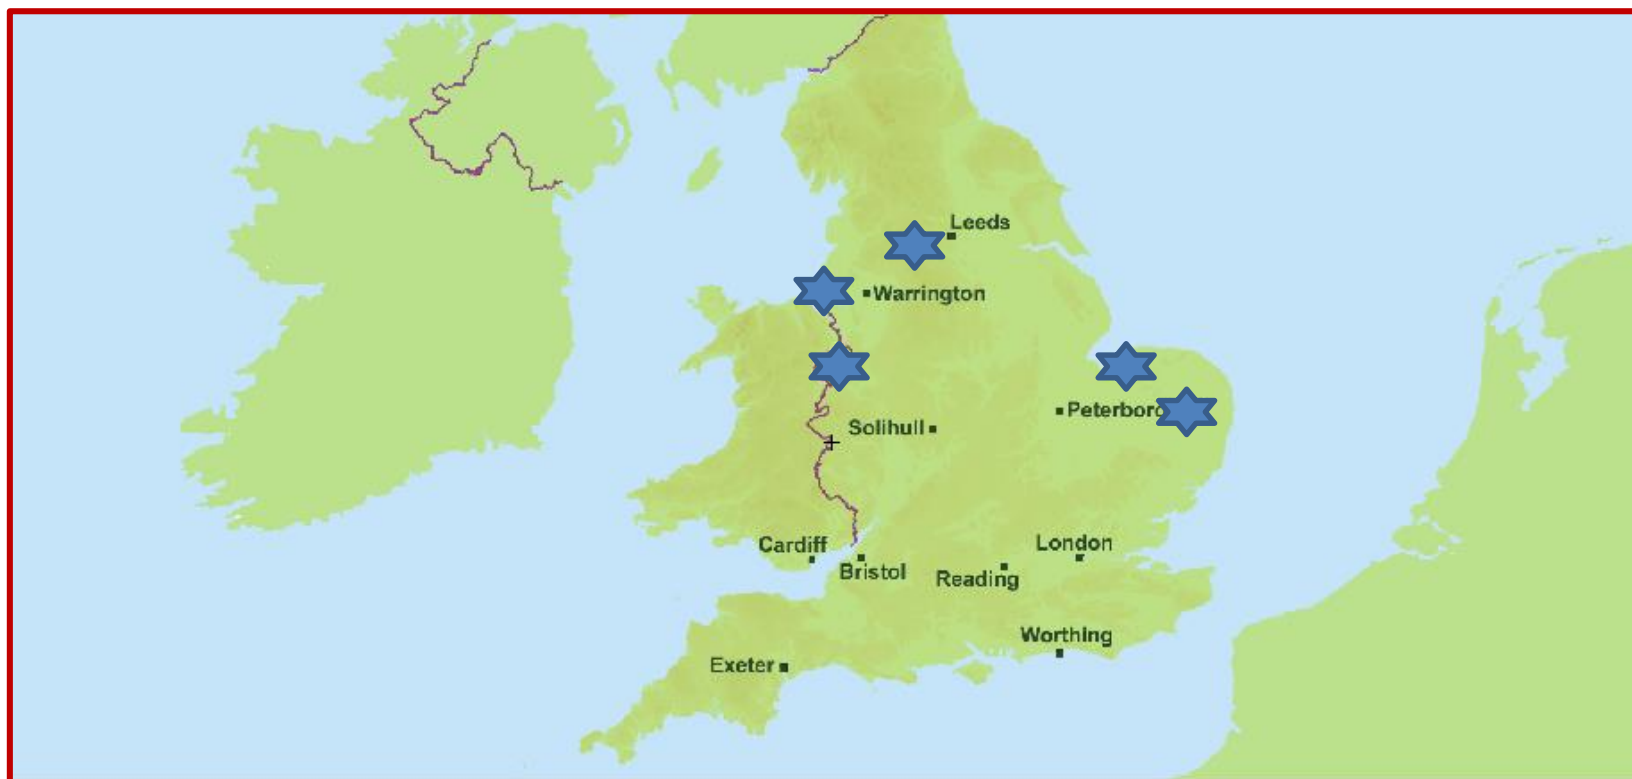 Leeds
Warrington
Peterboro
Solihull
Cardiff
Bristol
London
Reading
Worthing
Exeter